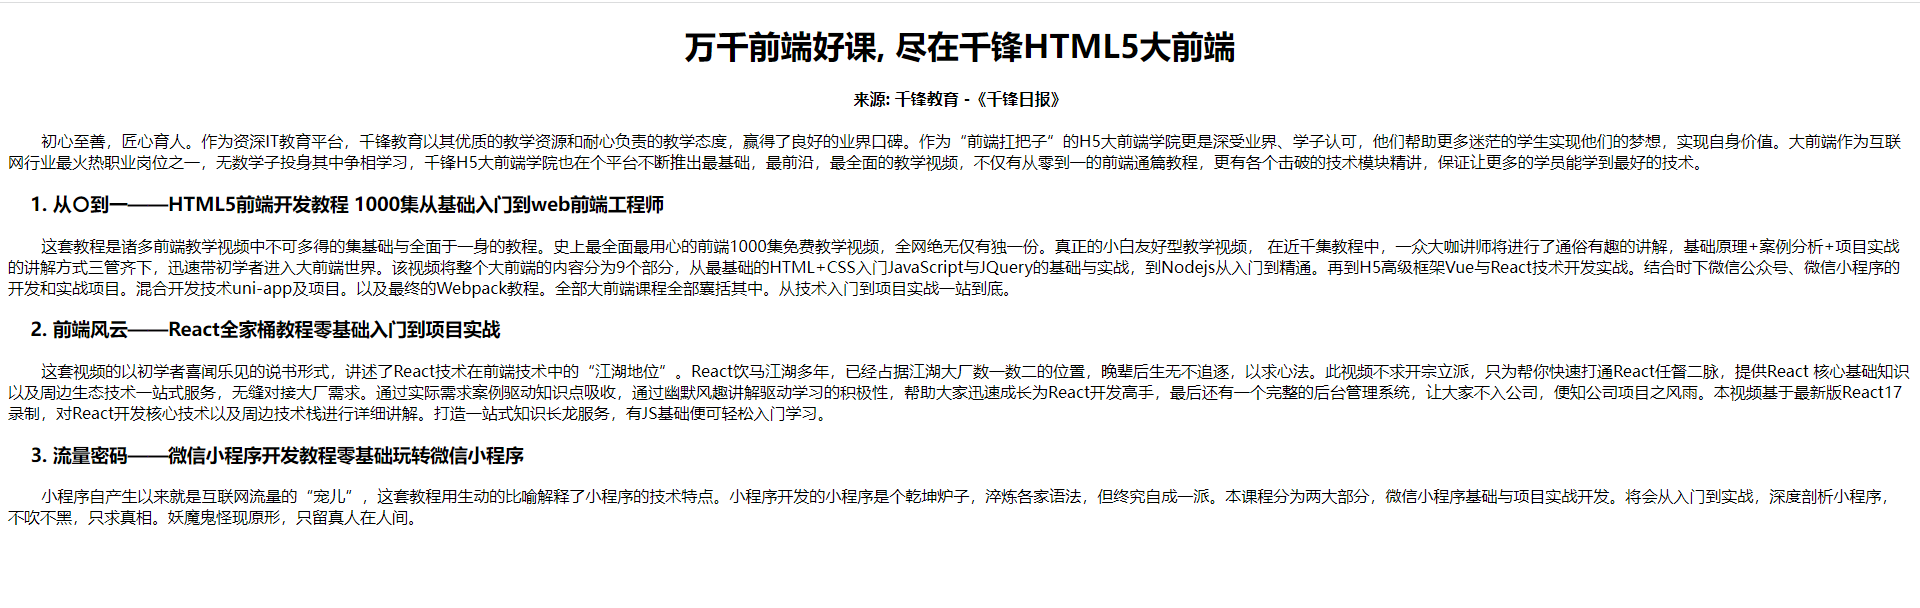 万千前端好课, 尽在千锋HTML5大前端
来源: 千锋教育 -《千锋日报》
初心至善，匠心育人。作为资深IT教育平台，千锋教育以其优质的教学资源和耐心负责的教学态度，赢得了良好的业界口碑。作为“前端扛把子”的H5大前端学院更是深受业界、学子认可，他们帮助更多迷茫的学生实现他们的梦想，实现自身价值。大前端作为互联
网行业最火热职业岗位之一，无数学子投身其中争相学习，千锋H5大前端学院也在个平台不断推出最基础，最前沿，最全面的教学视频，不仅有从零到一的前端通篇教程，更有各个击破的技术模块精讲，保证让更多的学员能学到最好的技术。
1. 从〇到一——HTML5前端开发教程 1000集从基础入门到web前端工程师
这套教程是诸多前端教学视频中不可多得的集基础与全面于一身的教程。史上最全面最用心的前端1000集免费教学视频，全网绝无仅有独一份。真正的小白友好型教学视频， 在近千集教程中，一众大咖讲师将进行了通俗有趣的讲解，基础原理+案例分析+项目实战
的讲解方式三管齐下，迅速带初学者进入大前端世界。该视频将整个大前端的内容分为9个部分，从最基础的HTML+CSS入门JavaScript与JQuery的基础与实战，到Nodejs从入门到精通。再到H5高级框架Vue与React技术开发实战。结合时下微信公众号、微信小程序的
开发和实战项目。混合开发技术uni-app及项目。以及最终的Webpack教程。全部大前端课程全部囊括其中。从技术入门到项目实战一站到底。
2. 前端风云——React全家桶教程零基础入门到项目实战
这套视频的以初学者喜闻乐见的说书形式，讲述了React技术在前端技术中的“江湖地位”。React饮马江湖多年，已经占据江湖大厂数一数二的位置，晚辈后生无不追逐，以求心法。此视频不求开宗立派，只为帮你快速打通React任督二脉，提供React 核心基础知识
以及周边生态技术一站式服务，无缝对接大厂需求。通过实际需求案例驱动知识点吸收，通过幽默风趣讲解驱动学习的积极性，帮助大家迅速成长为React开发高手，最后还有一个完整的后台管理系统，让大家不入公司，便知公司项目之风雨。本视频基于最新版React17
录制，对React开发核心技术以及周边技术栈进行详细讲解。打造一站式知识长龙服务，有JS基础便可轻松入门学习。
3. 流量密码——微信小程序开发教程零基础玩转微信小程序
小程序自产生以来就是互联网流量的“宠儿”，这套教程用生动的比喻解释了小程序的技术特点。小程序开发的小程序是个乾坤炉子，淬炼各家语法，但终究自成一派。本课程分为两大部分，微信小程序基础与项目实战开发。将会从入门到实战，深度剖析小程序，
不吹不黑，只求真相。妖魔鬼怪现原形，只留真人在人间。